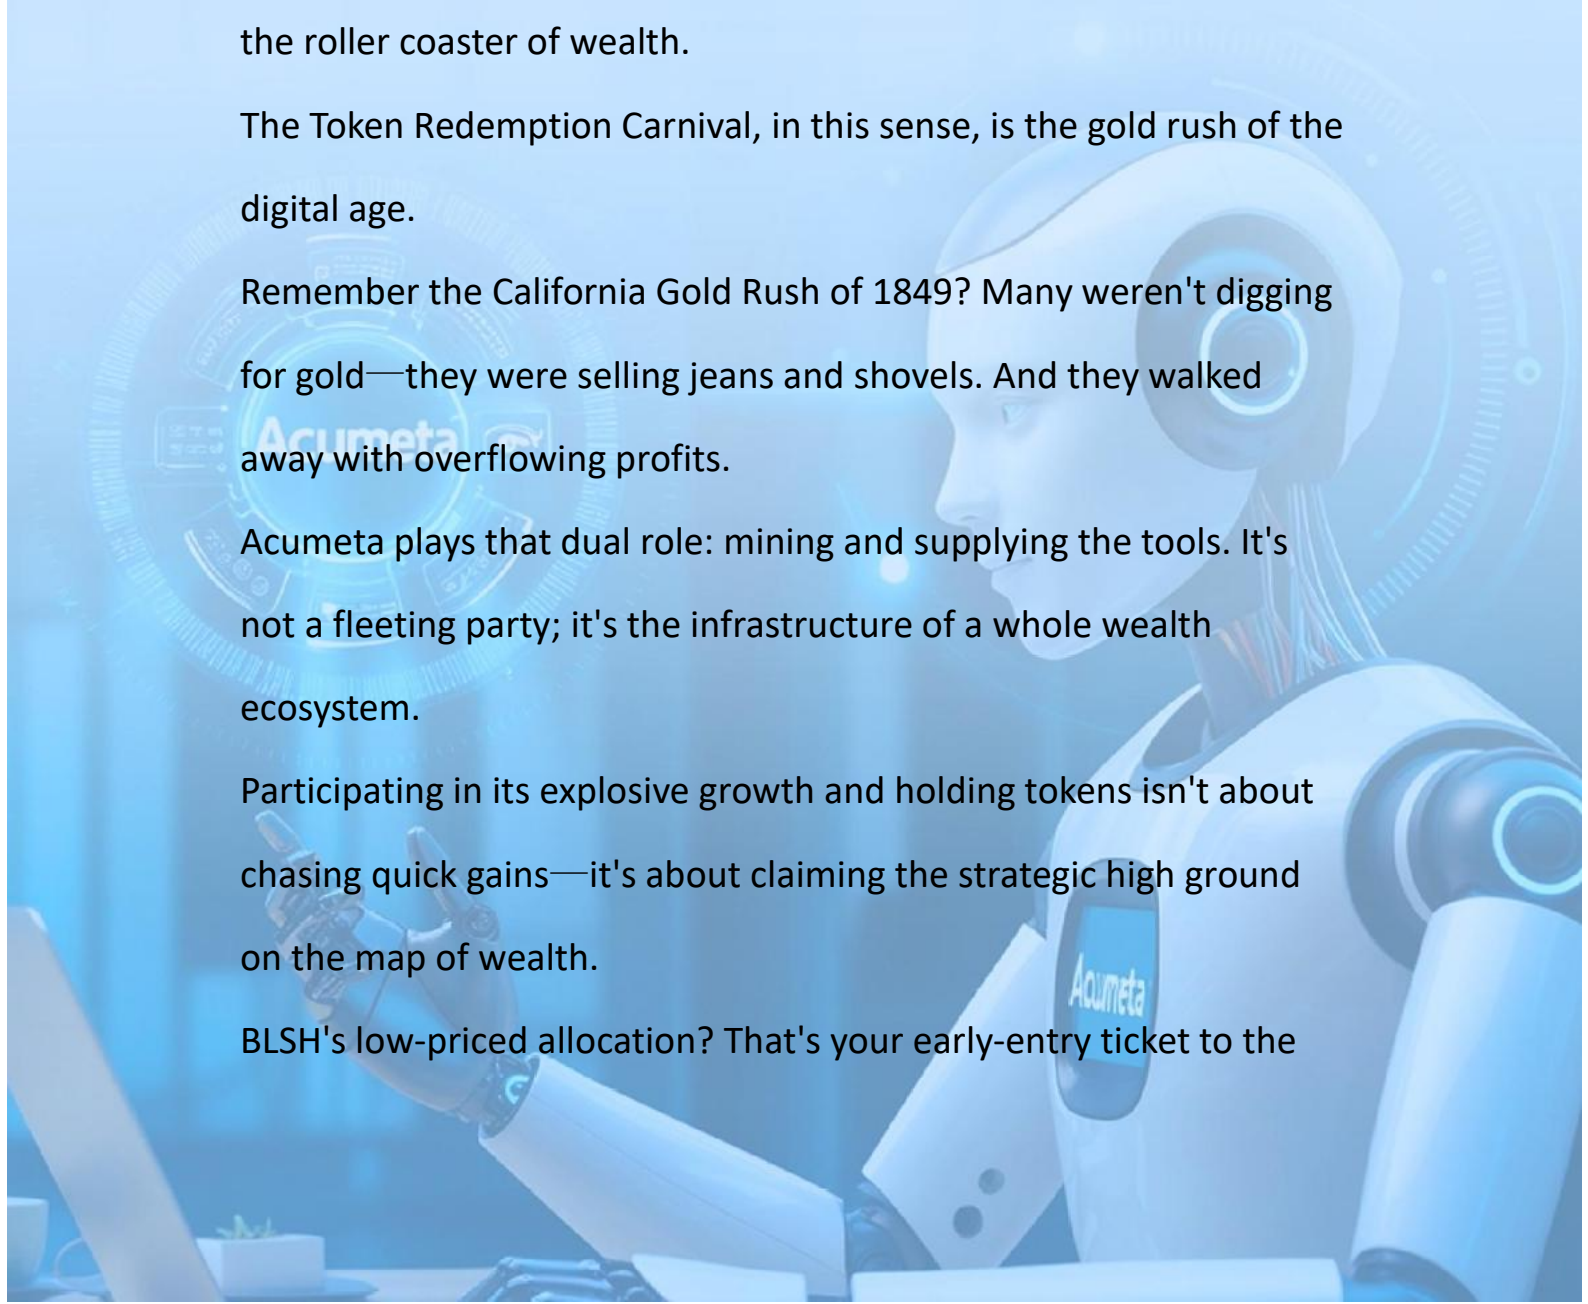 the roller coaster of wealth.
The Token Redemption Carnival, in this sense, is the gold rush of the
digital age.
Remember the California Gold Rush of 1849? Many weren't digging
for gold—they were selling jeans and shovels. And they walked
Acumeta
away with overflowing profits.
Acumeta plays that dual role: mining and supplying the tools. It's
not a fleeting party; it's the infrastructure of a whole wealth
ecosystem.
Participating in its explosive growth and holding tokens isn't about
chasing quick gains—it's about claiming the strategic high ground
on the map of wealth.
Acumeta
BLSH's low-priced allocation? That's your early-entry ticket to the